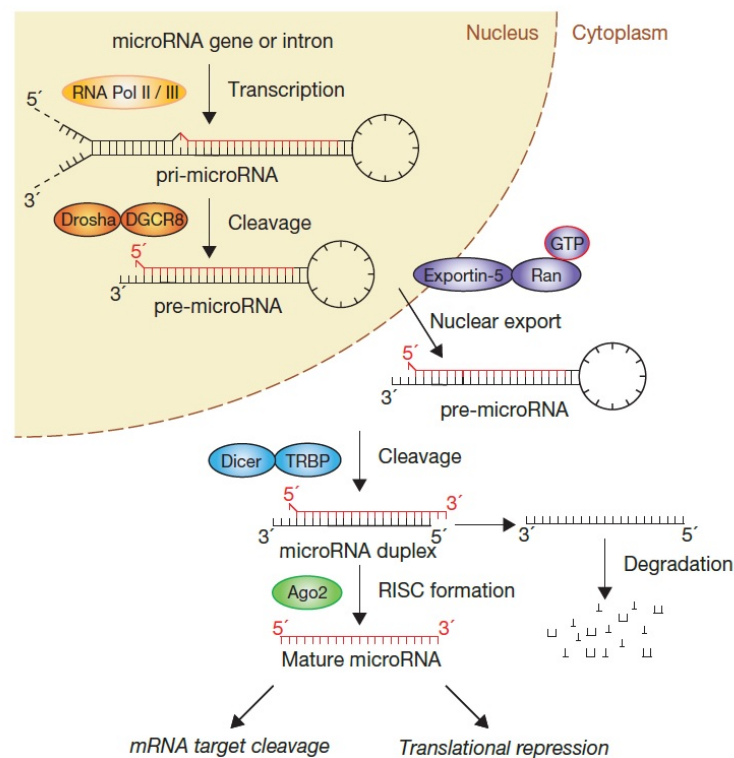 microRNA gene or intron
Nucleus
Cytoplasm
RNA Pol II / III
Transcription
5´
3´
pri-microRNA
Drosha
DGCR8
Cleavage
5´
3´
pre-microRNA
GTP
Exportin-5
Ran
Nuclear export
5´
3´
pre-microRNA
Dicer
TRBP
Cleavage
5´
3´
3´
5´
microRNA duplex
3´
5´
Degradation
Ago2
RISC formation
5´
3´
Mature microRNA
mRNA target cleavage
Translational repression